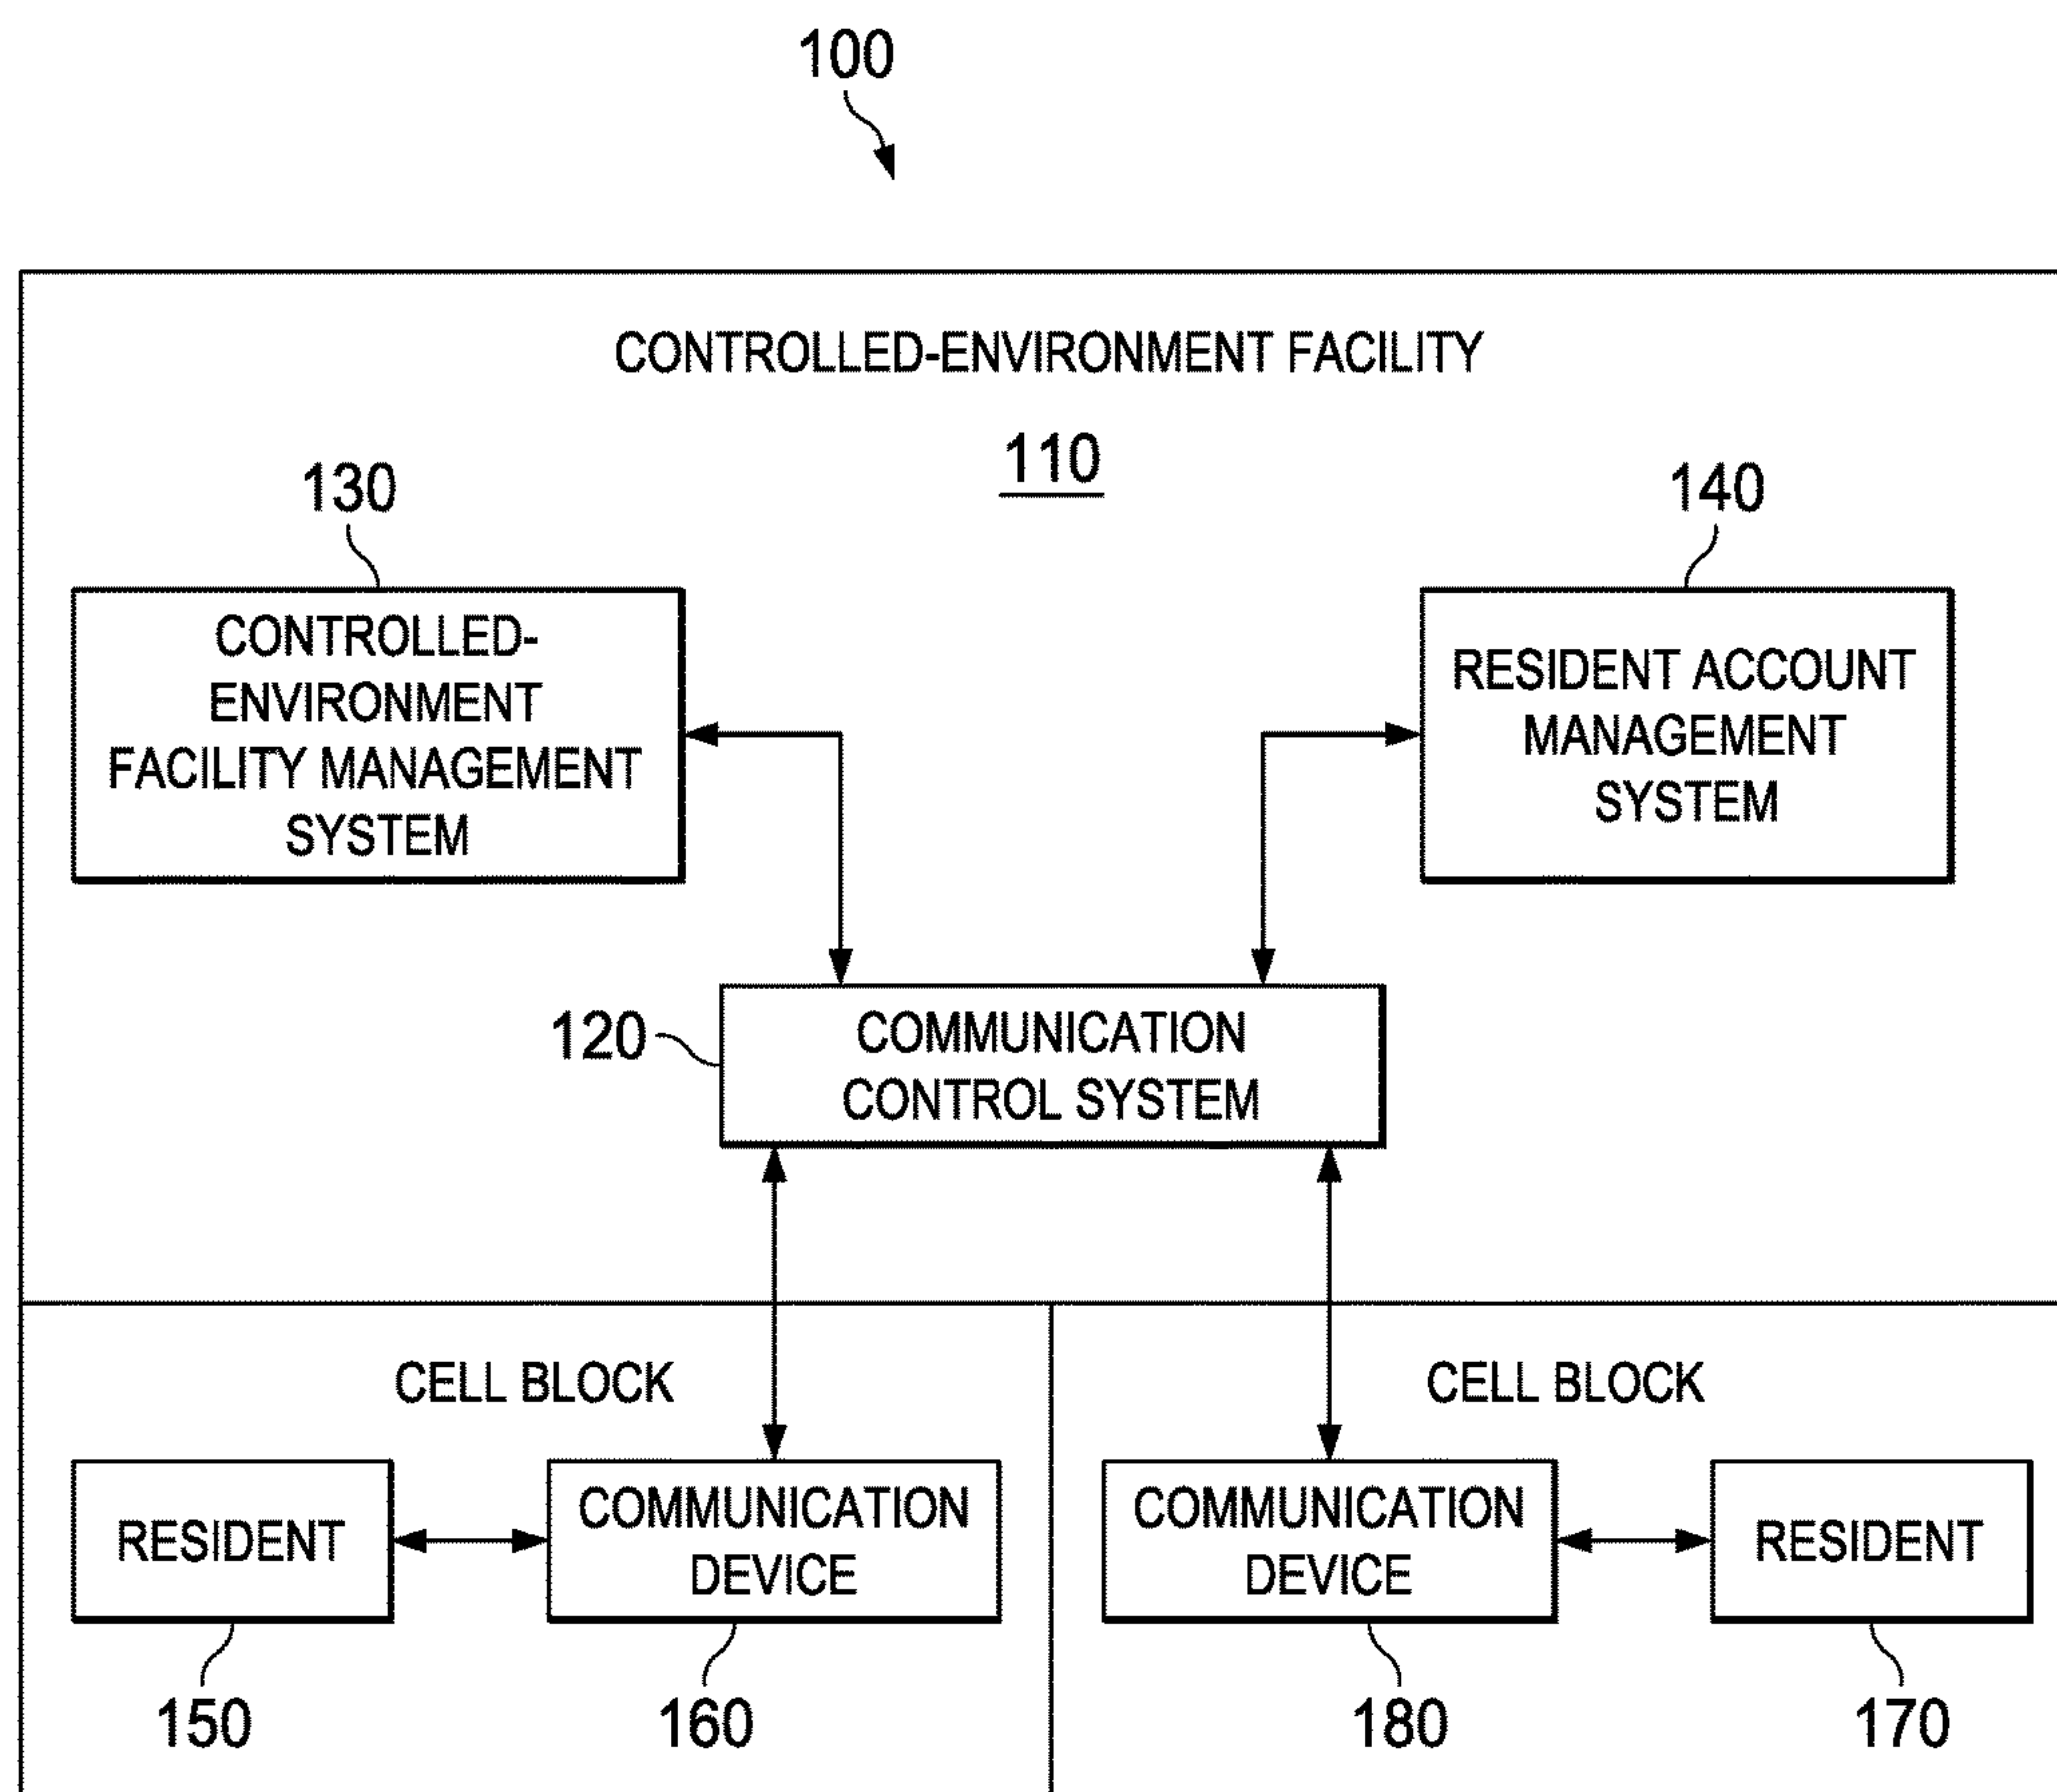 100
CONTROLLED-ENVIRONMENT FACILITY
110
130
140
CONTROLLED-
ENVIRONMENT
FACILITY MANAGEMENT
SYSTEM
RESIDENT ACCOUNT
MANAGEMENT
SYSTEM
120
COMMUNICATION
CONTROL SYSTEM
CELL BLOCK
CELL BLOCK
RESIDENT
COMMUNICATION
DEVICE
COMMUNICATION
DEVICE
RESIDENT
150
160
180
170